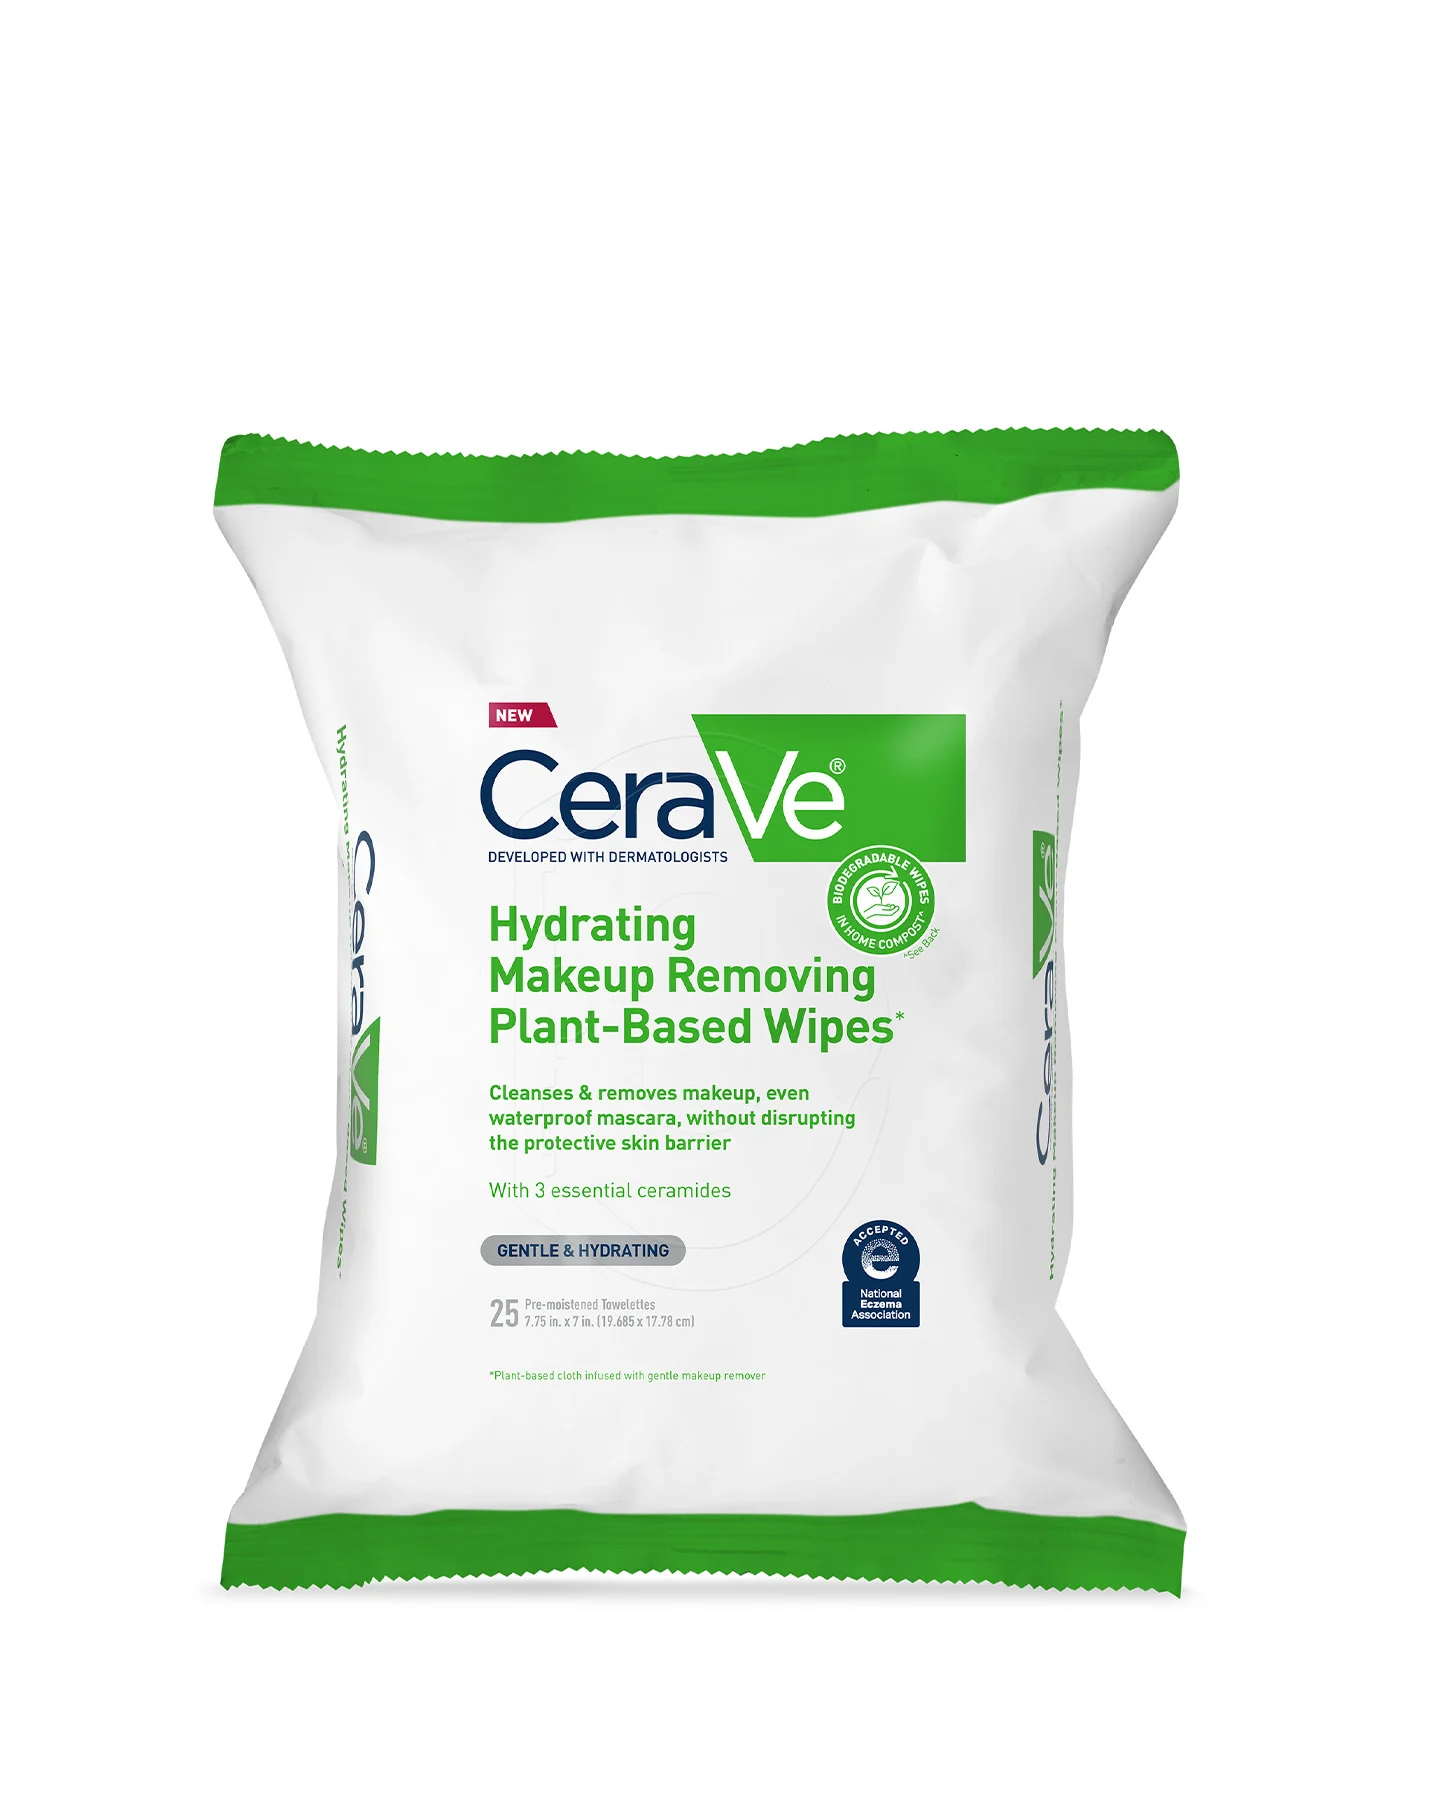 NEW
CeraVe®
DEVELOPED WITH DERMATOLOGISTS
BIODEGRADABLE WIPES
IN HOME COMPOST^
^See Back
Hydrating
Makeup Removing
Plant-Based Wipes*
Cleanses & removes makeup, even
waterproof mascara, without disrupting
the protective skin barrier
With 3 essential ceramides
GENTLE & HYDRATING
25 Pre-moistened Towelettes
7.75 in. x 7 in. (19.685 x 17.78 cm)
ACCEPTED
e
National
Eczema
Association
*Plant-based cloth infused with gentle makeup remover
CeraVe®
Hydrating
Wipes*
CeraVe®
Hydrating Makeup
Wipes*